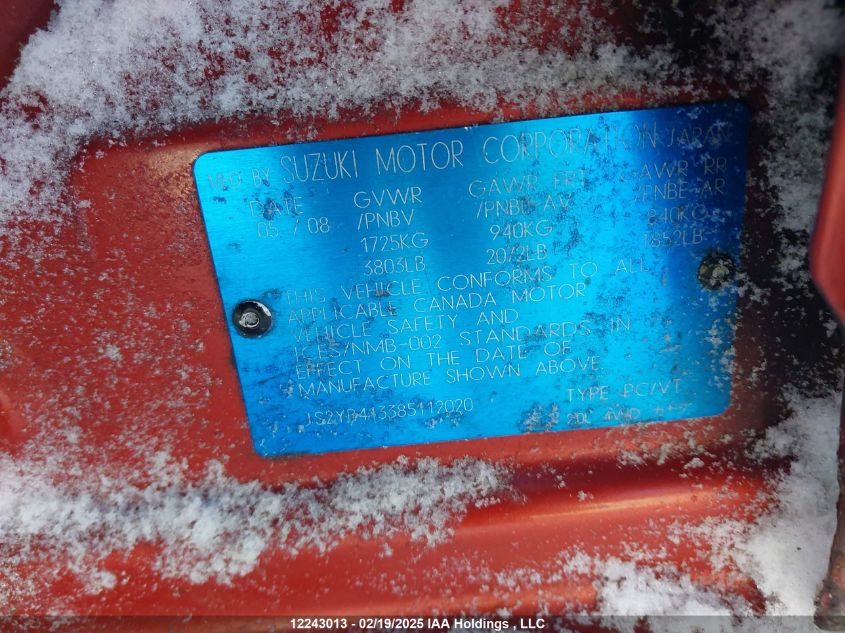 MFD BY SUZUKI MOTOR CORPORATION JAPAN
DATE GVWR GAWR FRT GAWR RR
05 / 08 /PNBV /PNBE AV /PNBE AR
1725KG 940KG 840KG
3803LB 2072LB 1852LB
THIS VEHICLE CONFORMS TO ALL
APPLICABLE CANADA MOTOR
VEHICLE SAFETY AND
ICES/NMB-002 STANDARDS IN
EFFECT ON THE DATE OF
MANUFACTURE SHOWN ABOVE.
TYPE PC/VT
JS2YB413385112020
4WD
12243013 - 02/19/2025 IAA Holdings , LLC